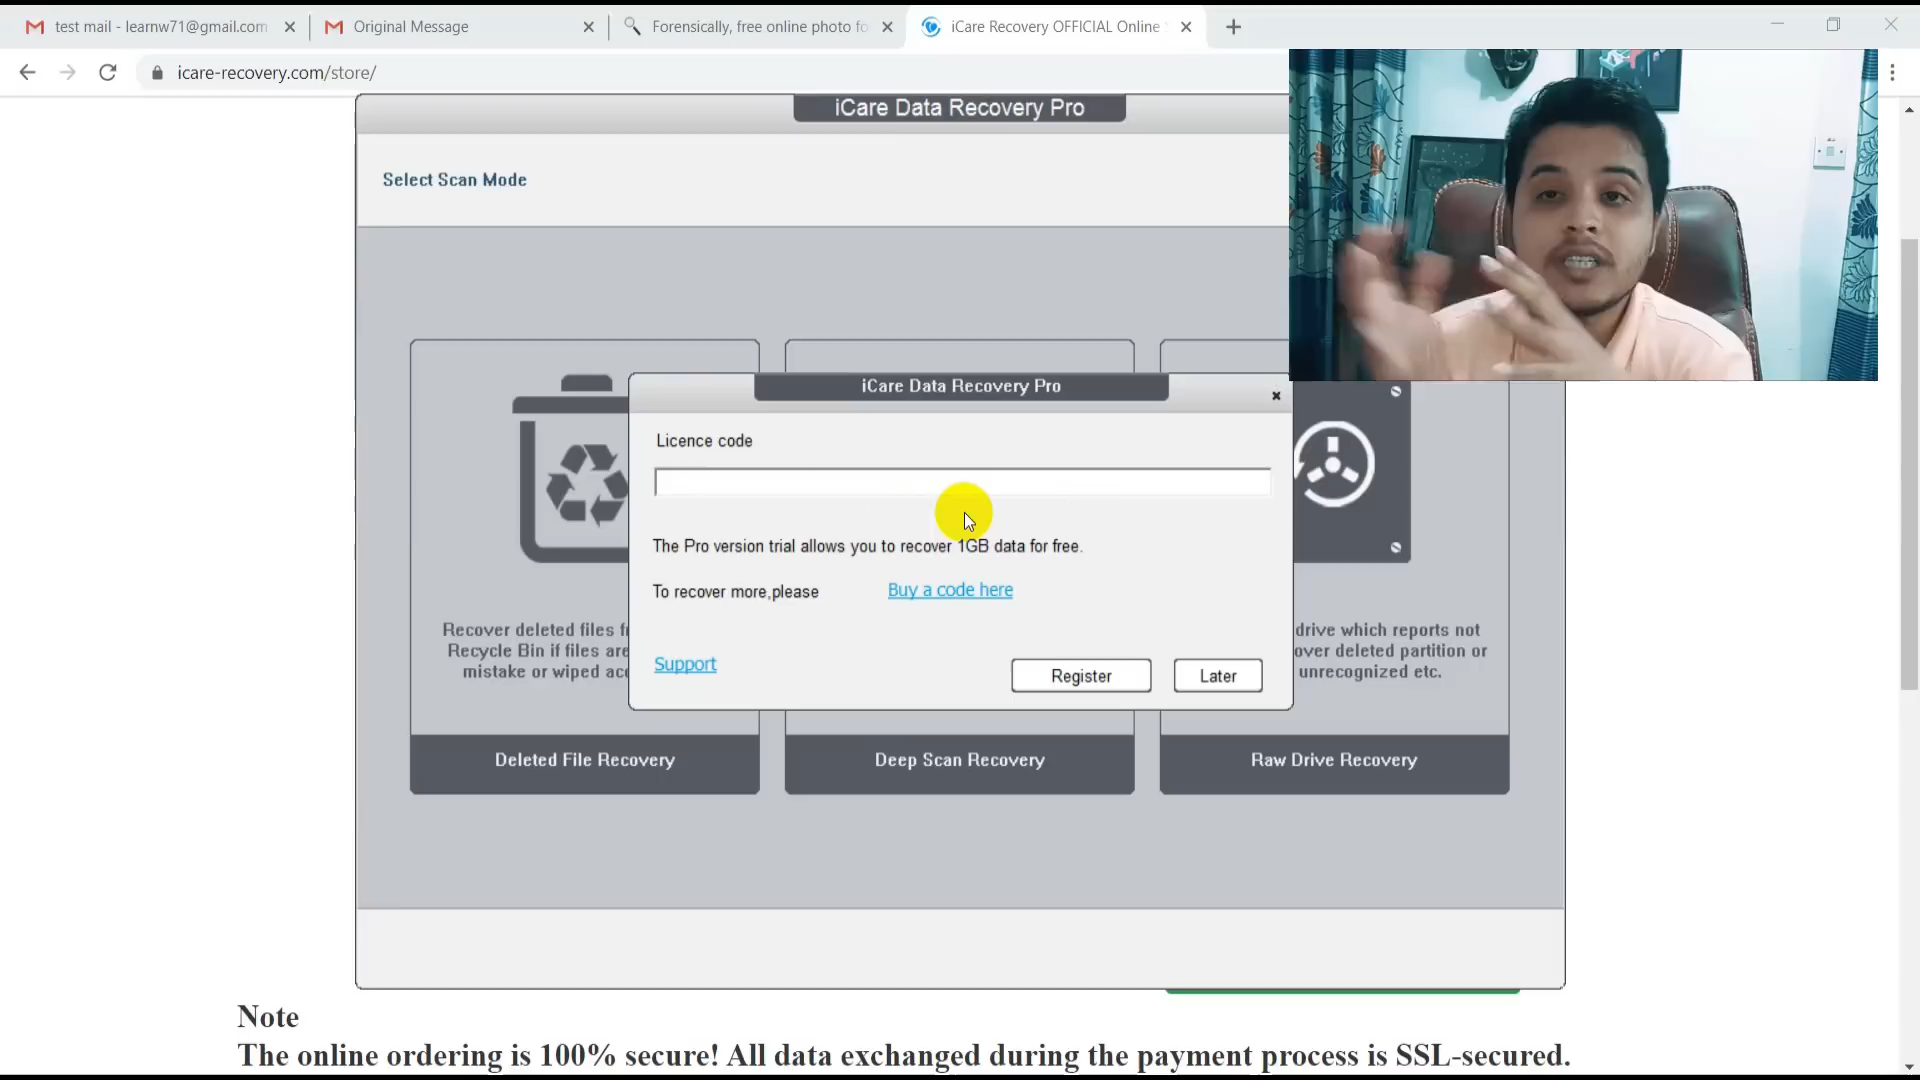 test mail - learnw71@gmail.com
Original Message
Forensically, free online photo fo
iCare Recovery OFFICIAL Online
icare-recovery.com/store/
iCare Data Recovery Pro
Select Scan Mode
iCare Data Recovery Pro
Licence code
The Pro version trial allows you to recover 1GB data for free.
To recover more,please Buy a code here
Support
Register
Later
Recover deleted files
Recycle Bin if files are
mistake or wiped
drive which reports not
over deleted partition or
unrecognized etc.
Deleted File Recovery
Deep Scan Recovery
Raw Drive Recovery
Note
The online ordering is 100% secure! All data exchanged during the payment process is SSL-secured.